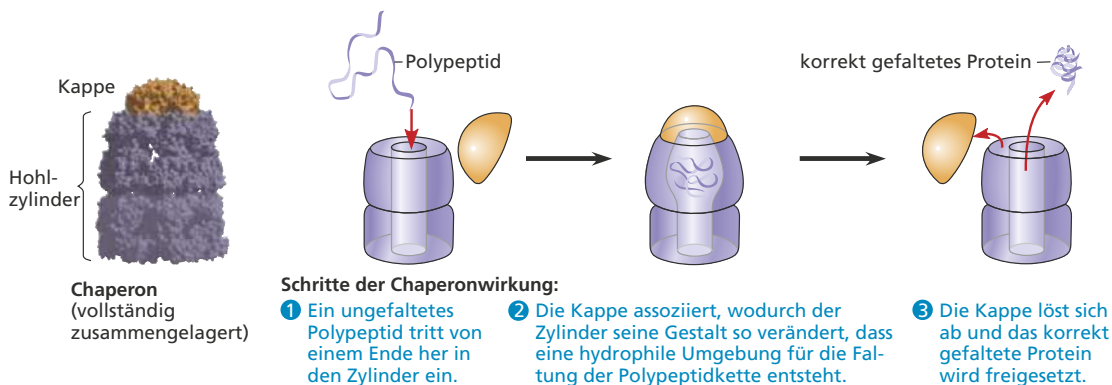 Kappe
Hohl-
zylinder
Chaperon
(vollständig
zusammengelagert)
Polypeptid
korrekt gefaltetes Protein
Schritte der Chaperonwirkung:
1 Ein ungefaltetes
Polypeptid tritt von
einem Ende her in
den Zylinder ein.
2 Die Kappe assoziiert, wodurch der
Zylinder seine Gestalt so verändert, dass
eine hydrophile Umgebung für die Fal-
tung der Polypeptidkette entsteht.
3 Die Kappe löst sich
ab und das korrekt
gefaltete Protein
wird freigesetzt.